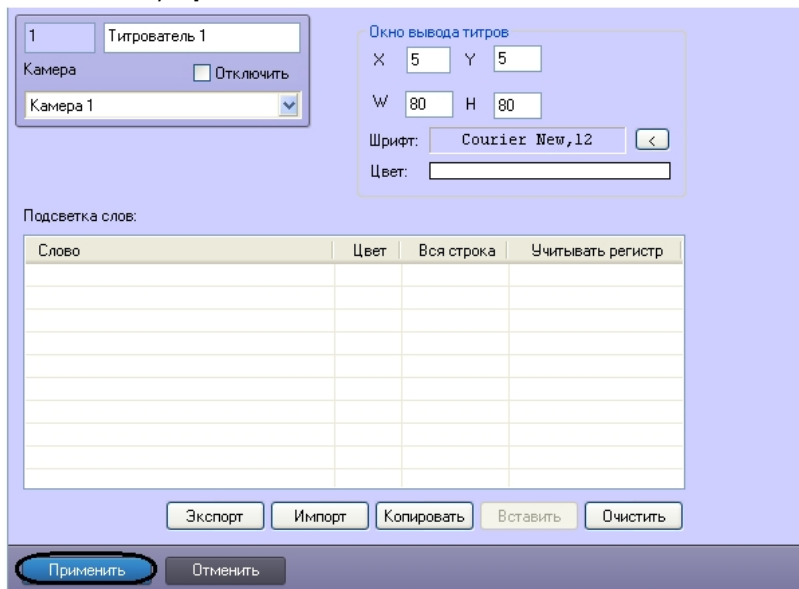 1 Титрователь 1
Камера Отключить
Камера 1
Окно вывода титров
X 5 Y 5
W 80 H 80
Шрифт: Courier New,12 <
Цвет:
Подсветка слов:
Слово Цвет Вся строка Учитывать регистр
Экспорт Импорт Копировать Вставить Очистить
Применить Отменить